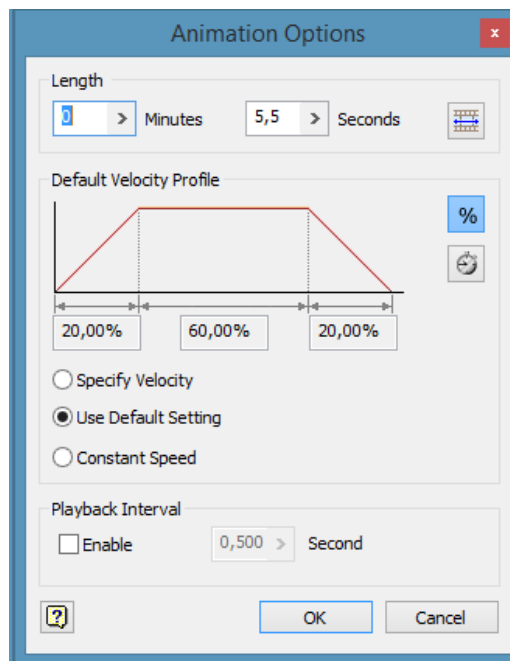 Animation Options
x
Length
0 > Minutes 5,5 > Seconds
Default Velocity Profile
%
20,00% 60,00% 20,00%
Specify Velocity
Use Default Setting
Constant Speed
Playback Interval
Enable 0,500 > Second
? OK Cancel